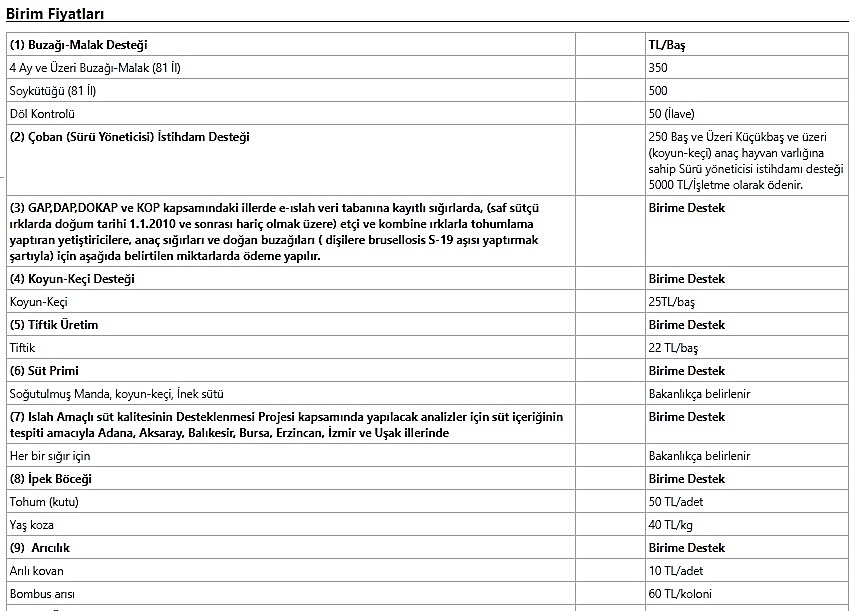 Birim Fiyatları
(1) Buzağı-Malak Desteği TL/Baş
4 Ay ve Üzeri Buzağı-Malak (81 İl) 350
Soykütüğü (81 İl) 500
Döl Kontrolü 50 (İlave)
(2) Çoban (Sürü Yöneticisi) İstihdam Desteği 250 Baş ve Üzeri Küçükbaş ve üzeri
(koyun-keçi) anaç hayvan varlığına
sahip Sürü yöneticisi istihdamı desteği
5000 TL/İşletme olarak ödenir.
(3) GAP,DAP,DOKAP ve KOP kapsamındaki illerde e-ıslah veri tabanına kayıtlı sığırlarda, (saf sütçü Birime Destek
ırklarda doğum tarihi 1.1.2010 ve sonrası hariç olmak üzere) etçi ve kombine ırklarla tohumlama
yaptıran yetiştiricilere, anaç sığırları ve doğan buzağıları ( dişilere brusellosis S-19 aşısı yaptırmak
şartıyla) için aşağıda belirtilen miktarlarda ödeme yapılır.
(4) Koyun-Keçi Desteği Birime Destek
Koyun-Keçi 25TL/baş
(5) Tiftik Üretim Birime Destek
Tiftik 22 TL/baş
(6) Süt Primi Birime Destek
Soğutulmuş Manda, koyun-keçi, İnek sütü Bakanlıkça belirlenir
(7) Islah Amaçlı süt kalitesinin Desteklenmesi Projesi kapsamında yapılacak analizler için süt içeriğinin Birime Destek
tespiti amacıyla Adana, Aksaray, Balıkesir, Bursa, Erzincan, İzmir ve Uşak illerinde
Her bir sığır için Bakanlıkça belirlenir
(8) İpek Böceği Birime Destek
Tohum (kutu) 50 TL/adet
Yaş koza 40 TL/kg
(9) Arıcılık Birime Destek
Arılı kovan 10 TL/adet
Bombus arısı 60 TL/koloni